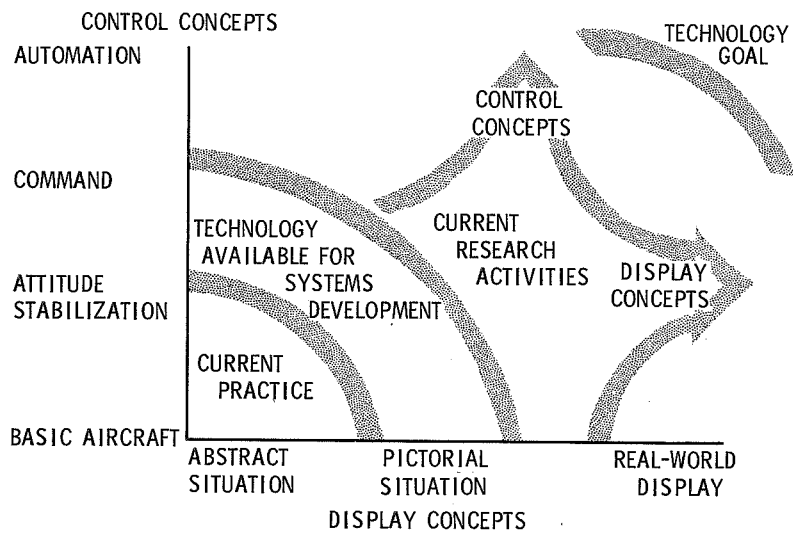 CONTROL CONCEPTS
AUTOMATION
COMMAND
ATTITUDE
STABILIZATION
BASIC AIRCRAFT
TECHNOLOGY
GOAL
CONTROL
CONCEPTS
TECHNOLOGY
AVAILABLE FOR
SYSTEMS
DEVELOPMENT
CURRENT
RESEARCH
ACTIVITIES
DISPLAY
CONCEPTS
CURRENT
PRACTICE
ABSTRACT
SITUATION
PICTORIAL
SITUATION
REAL-WORLD
DISPLAY
DISPLAY CONCEPTS